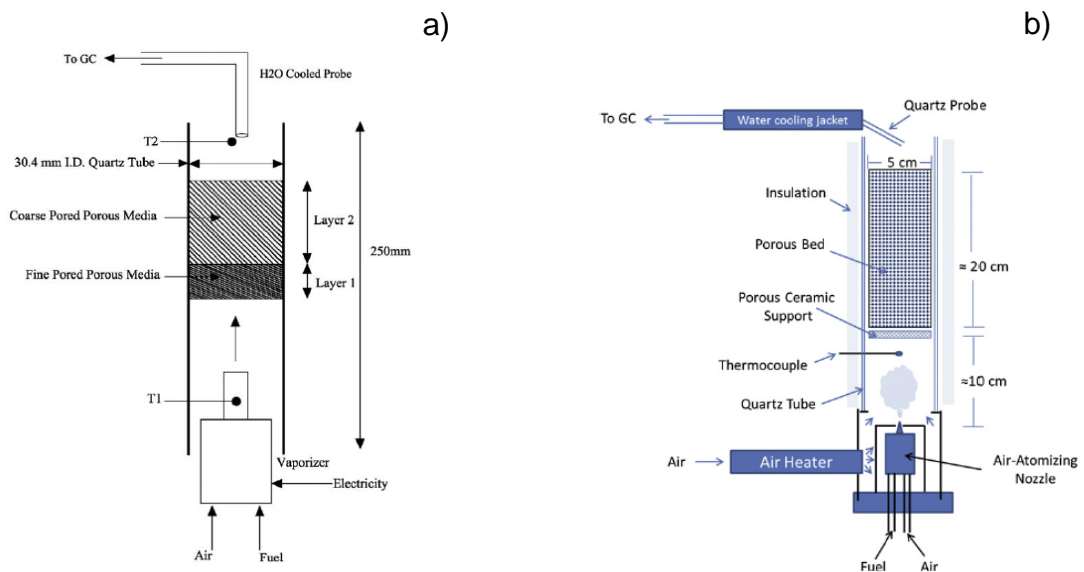 a)
To GC
H2O Cooled Probe
T2
30.4 mm I.D. Quartz Tube
Coarse Pored Porous Media
Layer 2
250mm
Fine Pored Porous Media
Layer 1
T1
Vaporizer
Electricity
Air
Fuel
b)
Quartz Probe
To GC
Water cooling jacket
5 cm
Insulation
Porous Bed
≈ 20 cm
Porous Ceramic
Support
Thermocouple
≈10 cm
Quartz Tube
Air
Air Heater
Air-Atomizing
Nozzle
Fuel
Air